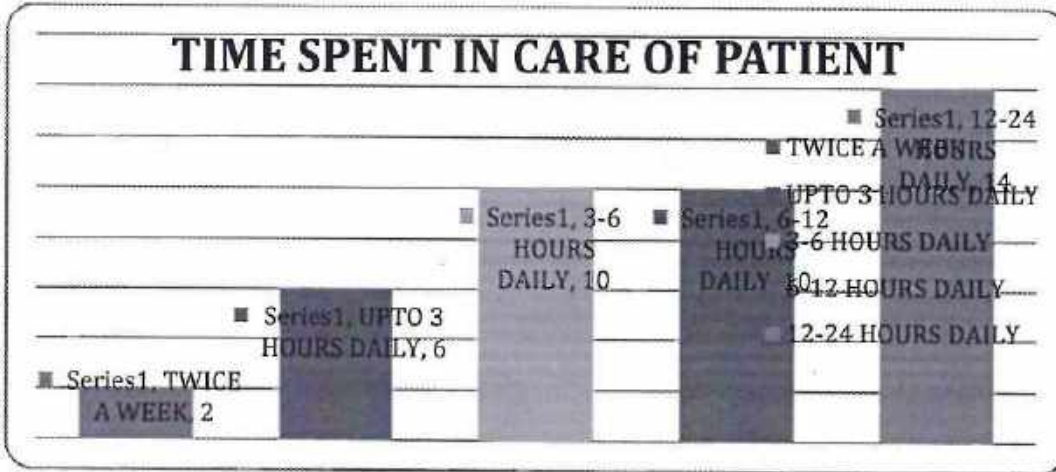 TIME SPENT IN CARE OF PATIENT
Series1, TWICE
A WEEK, 2
Series1, UPTO 3
HOURS DAILY, 6
Series1, 3-6
HOURS
DAILY, 10
Series1, 6-12
HOURS
DAILY, 10
Series1, 12-24
HOURS
DAILY, 14
TWICE A WEEK
UPTO 3 HOURS DAILY
3-6 HOURS DAILY
6-12 HOURS DAILY
12-24 HOURS DAILY